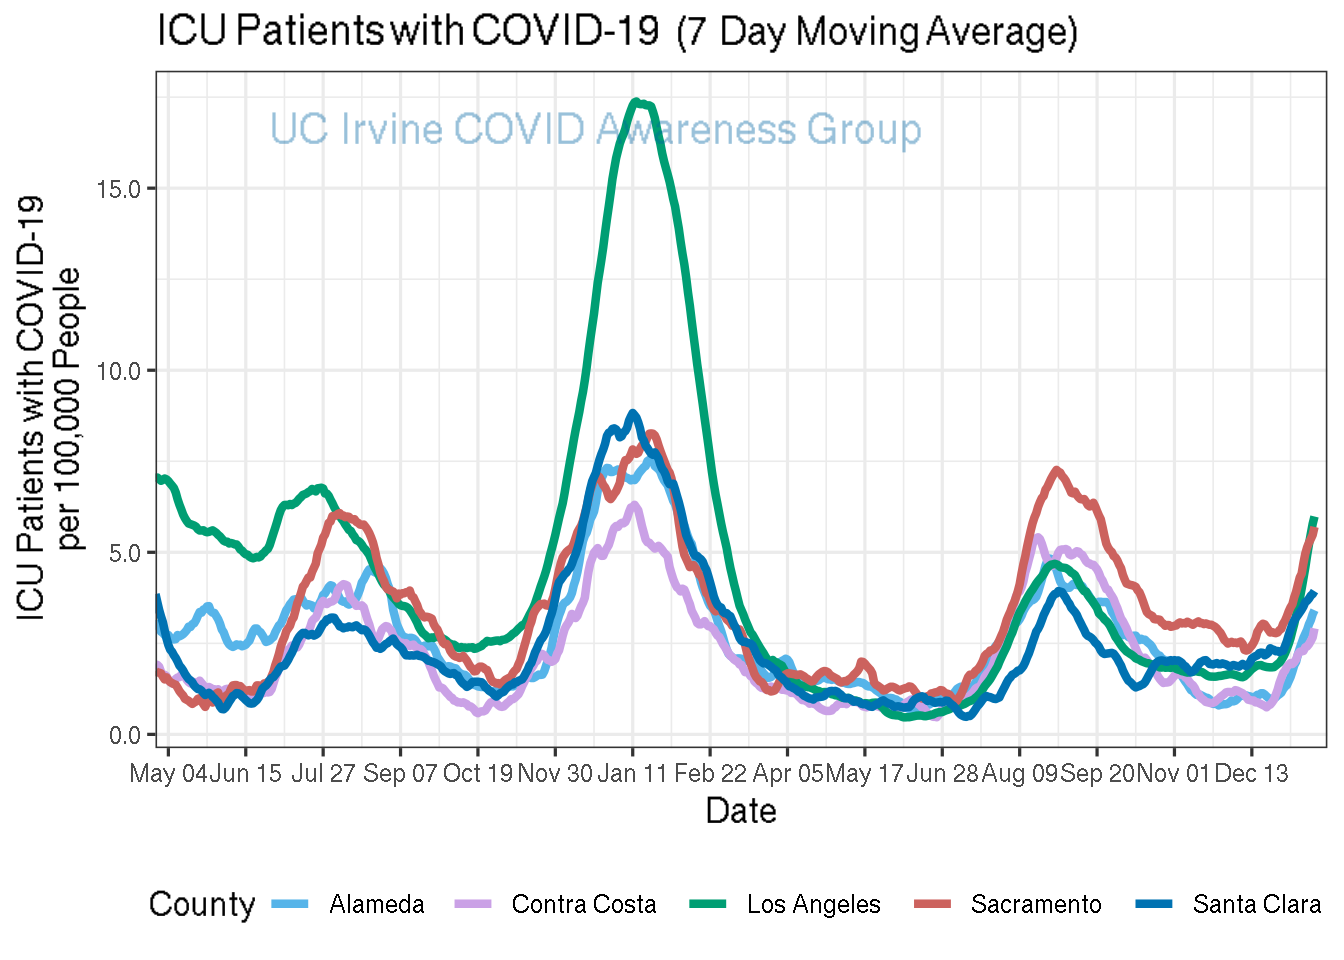 ICU Patients with COVID-19 (7 Day Moving Average)
UC Irvine COVID Awareness Group
ICU Patients with COVID-19
per 100,000 People
15.0
10.0
5.0
0.0
May 04 Jun 15 Jul 27 Sep 07 Oct 19 Nov 30 Jan 11 Feb 22 Apr 05 May 17 Jun 28 Aug 09 Sep 20 Nov 01 Dec 13
Date
County Alameda Contra Costa Los Angeles Sacramento Santa Clara